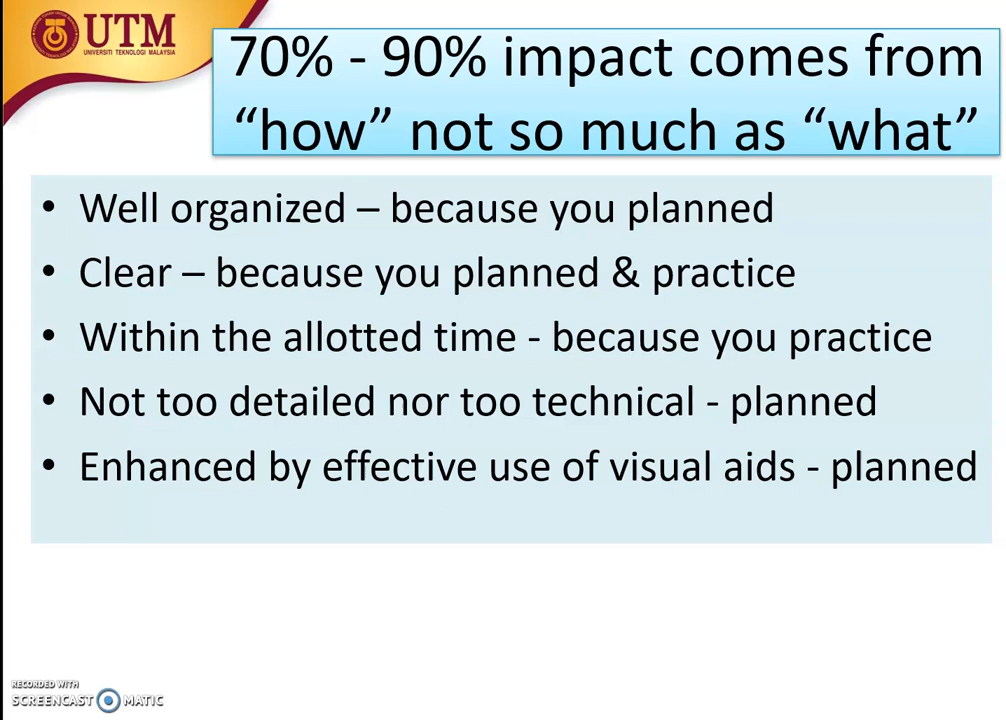 UTM
UNIVERSITI TEKNOLOGI MALAYSIA
70% - 90% impact comes from
“how” not so much as “what”
• Well organized – because you planned
• Clear – because you planned & practice
• Within the allotted time - because you practice
• Not too detailed nor too technical - planned
• Enhanced by effective use of visual aids - planned
RECORDED WITH
SCREENCAST MATIC